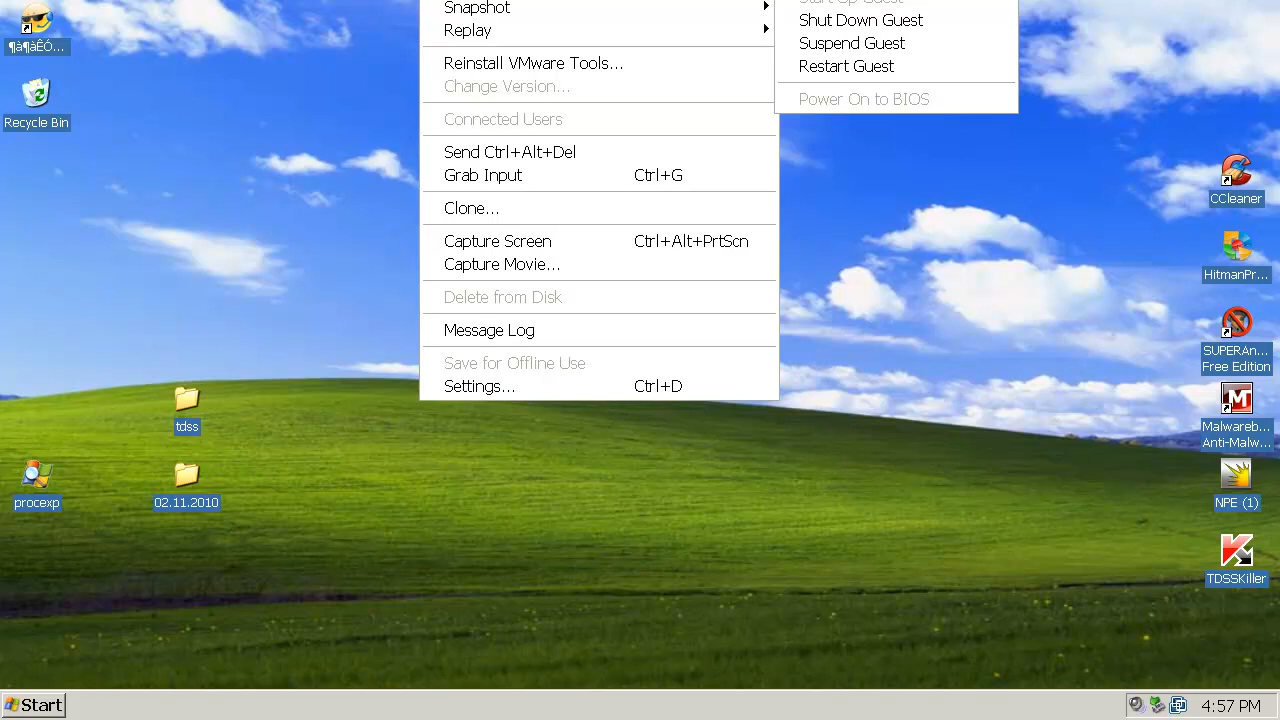 Snapshot
Replay
Reinstall VMware Tools...
Change Version...
Connected Users
Send Ctrl+Alt+Del
Grab Input Ctrl+G
Clone...
Capture Screen Ctrl+Alt+PrtScn
Capture Movie...
Delete from Disk
Message Log
Save for Offline Use
Settings... Ctrl+D
Start Up Guest
Shut Down Guest
Suspend Guest
Restart Guest
Power On to BIOS
¶à¶àÊÓ...
Recycle Bin
tdss
procexp
02.11.2010
CCleaner
HitmanPr...
SUPERAn...
Free Edition
Malwareb...
Anti-Malw...
NPE (1)
TDSSKiller
Start
4:57 PM